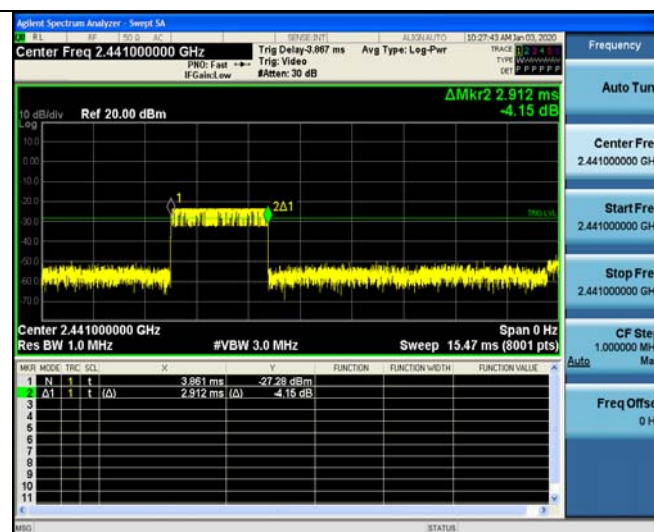 Agilent Spectrum Analyzer - Swept SA
RL RF 50 Ω AC SENSE:INT ALIGNAUTO 10:27:43 AM Jan 03, 2020
Center Freq 2.441000000 GHz
PNO: Fast
IFGain:Low
Trig Delay-3.867 ms
Trig: Video
#Atten: 30 dB
Avg Type: Log-Pwr
TRACE 1 2 3 4 5 6
TYPE
DET P P P P P P
ΔMkr2 2.912 ms
-4.15 dB
10 dB/div Ref 20.00 dBm
Log
10.0
0.00
-10.0
-20.0
-30.0
-40.0
-50.0
-60.0
-70.0
1
2Δ1
TRIG LVL
Center 2.441000000 GHz Span 0 Hz
Res BW 1.0 MHz #VBW 3.0 MHz Sweep 15.47 ms (8001 pts)
MKR MODE TRC SCL X Y FUNCTION FUNCTION WIDTH FUNCTION VALUE
1 N 1 t 3.861 ms -27.28 dBm
2 Δ1 1 t (Δ) 2.912 ms (Δ) -4.15 dB
3
4
5
6
7
8
9
10
11
MSG STATUS
Frequency
Auto Tun
Center Fre
2.441000000 GH
Start Fre
2.441000000 GH
Stop Fre
2.441000000 GH
CF Ste
1.000000 MH
Auto Ma
Freq Offse
0 H